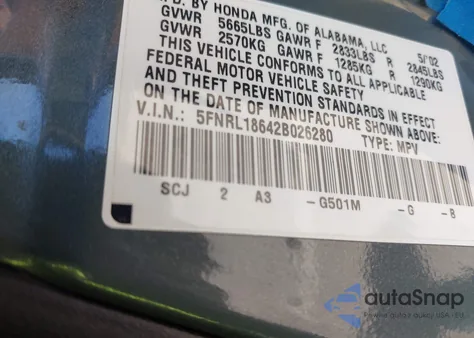 MFD. BY HONDA MFG. OF ALABAMA, LLC 5/02
GVWR 5665LBS GAWR F 2833LBS R 2845LBS
GVWR 2570KG GAWR F 1285KG R 1290KG
THIS VEHICLE CONFORMS TO ALL APPLICABLE
FEDERAL MOTOR VEHICLE SAFETY
AND THEFT PREVENTION STANDARDS IN EFFECT
ON THE DATE OF MANUFACTURE SHOWN ABOVE:
V.I.N.: 5FNRL18642B026280 TYPE: MPV
SCJ 2 A3 -G501M -G -B
autaSnap